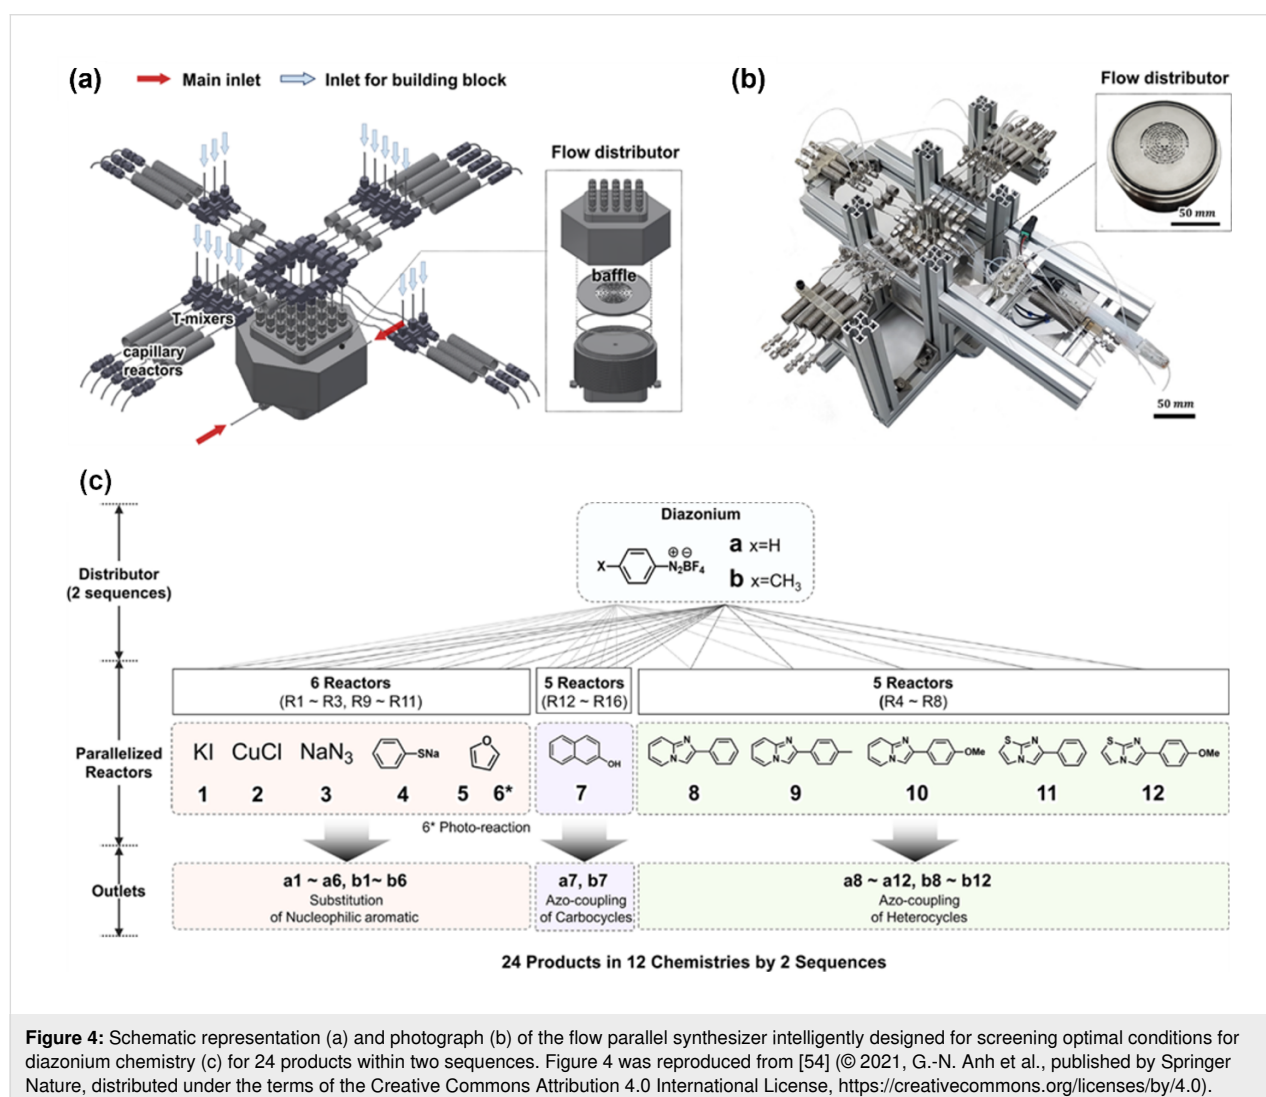 (a) Main inlet Inlet for building block
Flow distributor
baffle
T-mixers
capillary
reactors
(b)
Flow distributor
50 mm
50 mm
(c)
Distributor
(2 sequences)
Diazonium
X N₂BF₄ ⊕ ⊖
a x=H
b x=CH₃
6 Reactors
(R1 ~ R3, R9 ~ R11)
5 Reactors
(R12 ~ R16)
5 Reactors
(R4 ~ R8)
Parallelized
Reactors
KI CuCl NaN₃ SNa O
1 2 3 4 5 6*
6* Photo-reaction
OH
7
N N N N N N OMe S N N S N N OMe
8 9 10 11 12
Outlets
a1 ~ a6, b1~ b6
Substitution
of Nucleophilic aromatic
a7, b7
Azo-coupling
of Carbocycles
a8 ~ a12, b8 ~ b12
Azo-coupling
of Heterocycles
24 Products in 12 Chemistries by 2 Sequences
Figure 4: Schematic representation (a) and photograph (b) of the flow parallel synthesizer intelligently designed for screening optimal conditions for
diazonium chemistry (c) for 24 products within two sequences. Figure 4 was reproduced from [54] (© 2021, G.-N. Anh et al., published by Springer
Nature, distributed under the terms of the Creative Commons Attribution 4.0 International License, https://creativecommons.org/licenses/by/4.0).